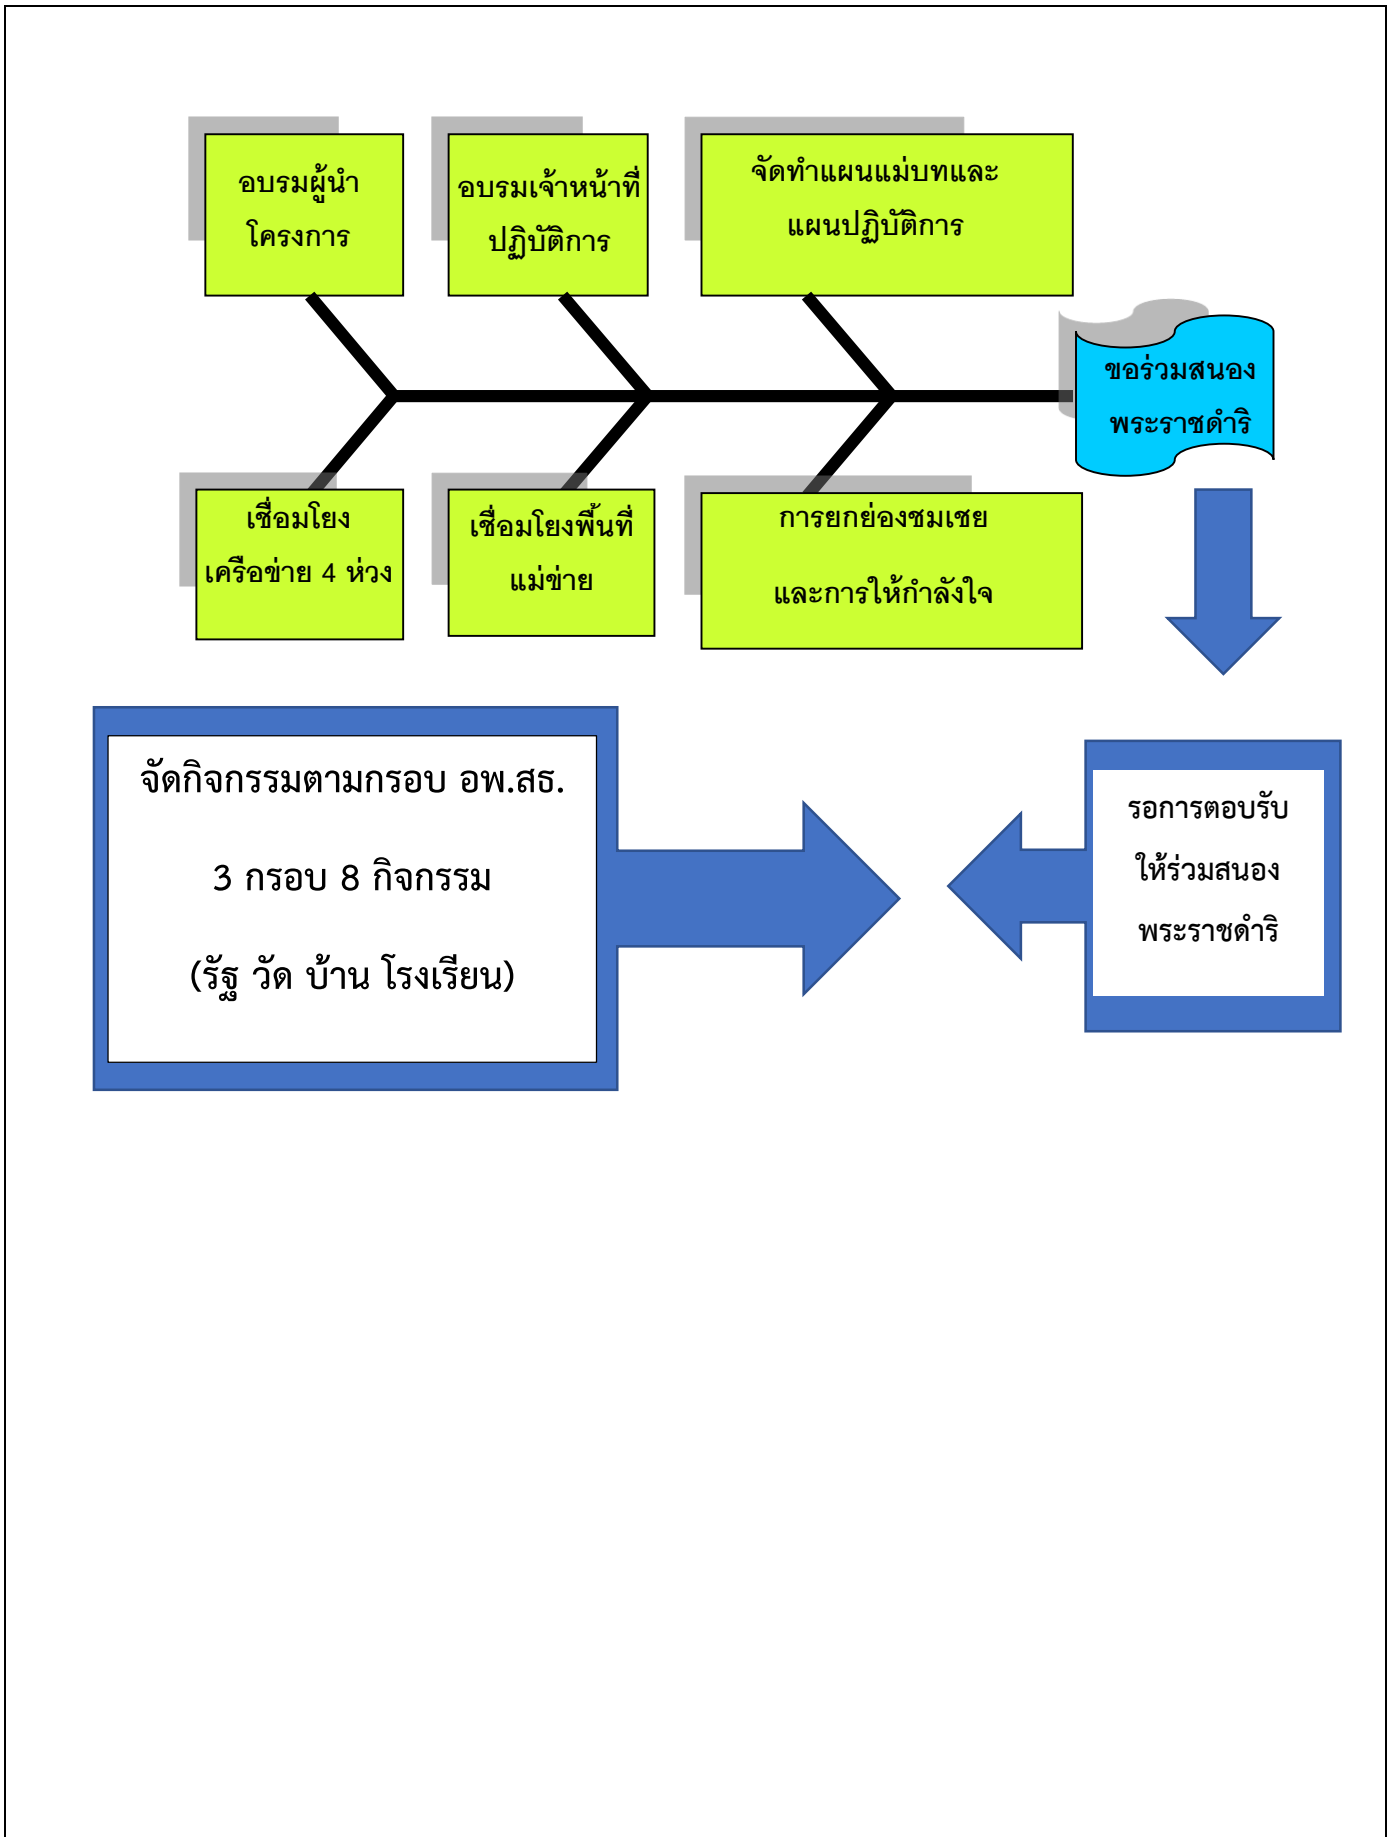 อบรมผู้นำ
โครงการ
อบรมเจ้าหน้าที่
ปฏิบัติการ
จัดทำแผนแม่บทและ
แผนปฏิบัติการ
ขอร่วมสนอง
พระราชดำริ
เชื่อมโยง
เครือข่าย 4 ห่วง
เชื่อมโยงพื้นที่
แม่ข่าย
การยกย่องชมเชย
และการให้กำลังใจ
จัดกิจกรรมตามกรอบ อพ.สธ.
3 กรอบ 8 กิจกรรม
(รัฐ วัด บ้าน โรงเรียน)
รอการตอบรับ
ให้ร่วมสนอง
พระราชดำริ